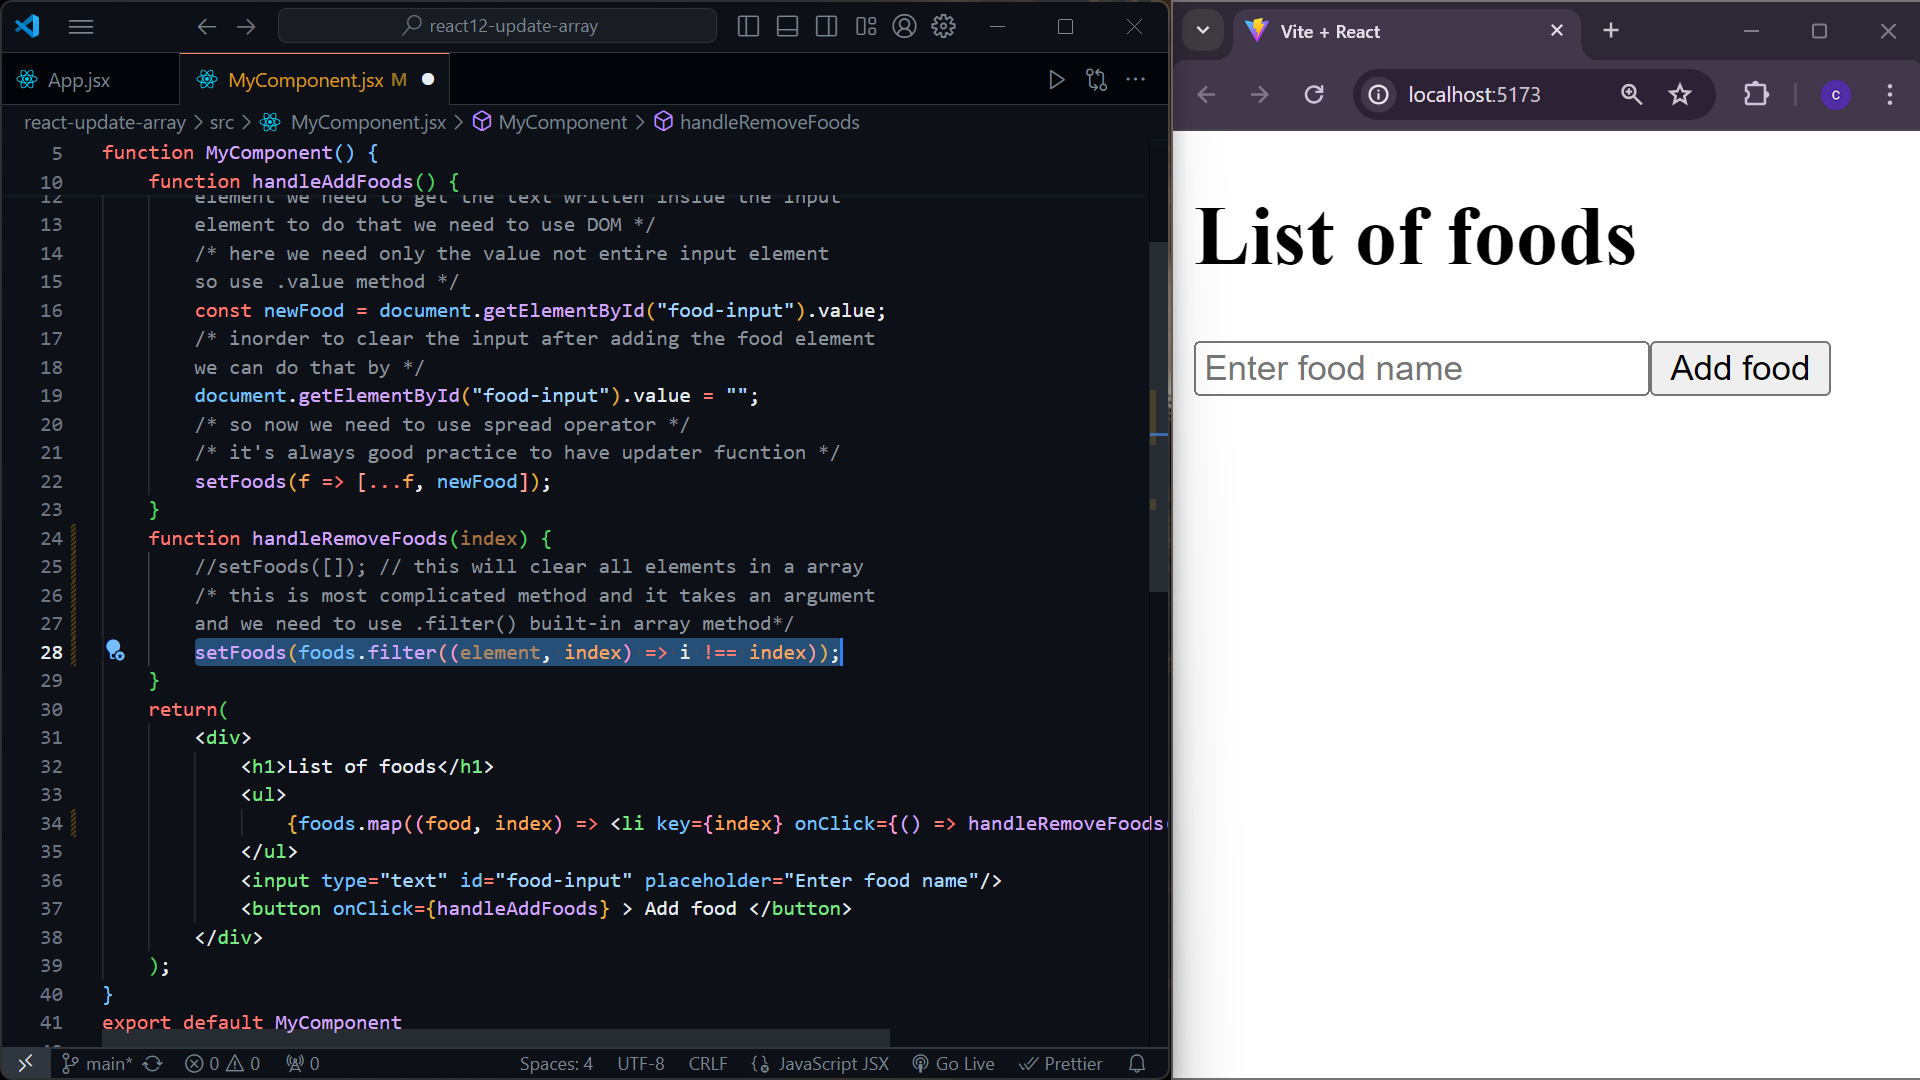 react12-update-array
App.jsx
MyComponent.jsx M
react-update-array > src > MyComponent.jsx > MyComponent > handleRemoveFoods
5 function MyComponent() {
10 function handleAddFoods() {
12 element we need to get the text written inside the input
13 element to do that we need to use DOM */
14 /* here we need only the value not entire input element
15 so use .value method */
16 const newFood = document.getElementById("food-input").value;
17 /* inorder to clear the input after adding the food element
18 we can do that by */
19 document.getElementById("food-input").value = "";
20 /* so now we need to use spread operator */
21 /* it's always good practice to have updater fucntion */
22 setFoods(f => [...f, newFood]);
23 }
24 function handleRemoveFoods(index) {
25 //setFoods([]); // this will clear all elements in a array
26 /* this is most complicated method and it takes an argument
27 and we need to use .filter() built-in array method*/
28 setFoods(foods.filter((element, index) => i !== index));
29 }
30 return(
31 <div>
32 <h1>List of foods</h1>
33 <ul>
34 {foods.map((food, index) => <li key={index} onClick={() => handleRemoveFoods(
35 </ul>
36 <input type="text" id="food-input" placeholder="Enter food name"/>
37 <button onClick={handleAddFoods} > Add food </button>
38 </div>
39 );
40 }
41 export default MyComponent
main* 0 0 0 Spaces: 4 UTF-8 CRLF JavaScript JSX Go Live Prettier
Vite + React
localhost:5173
c
List of foods
Enter food name
Add food